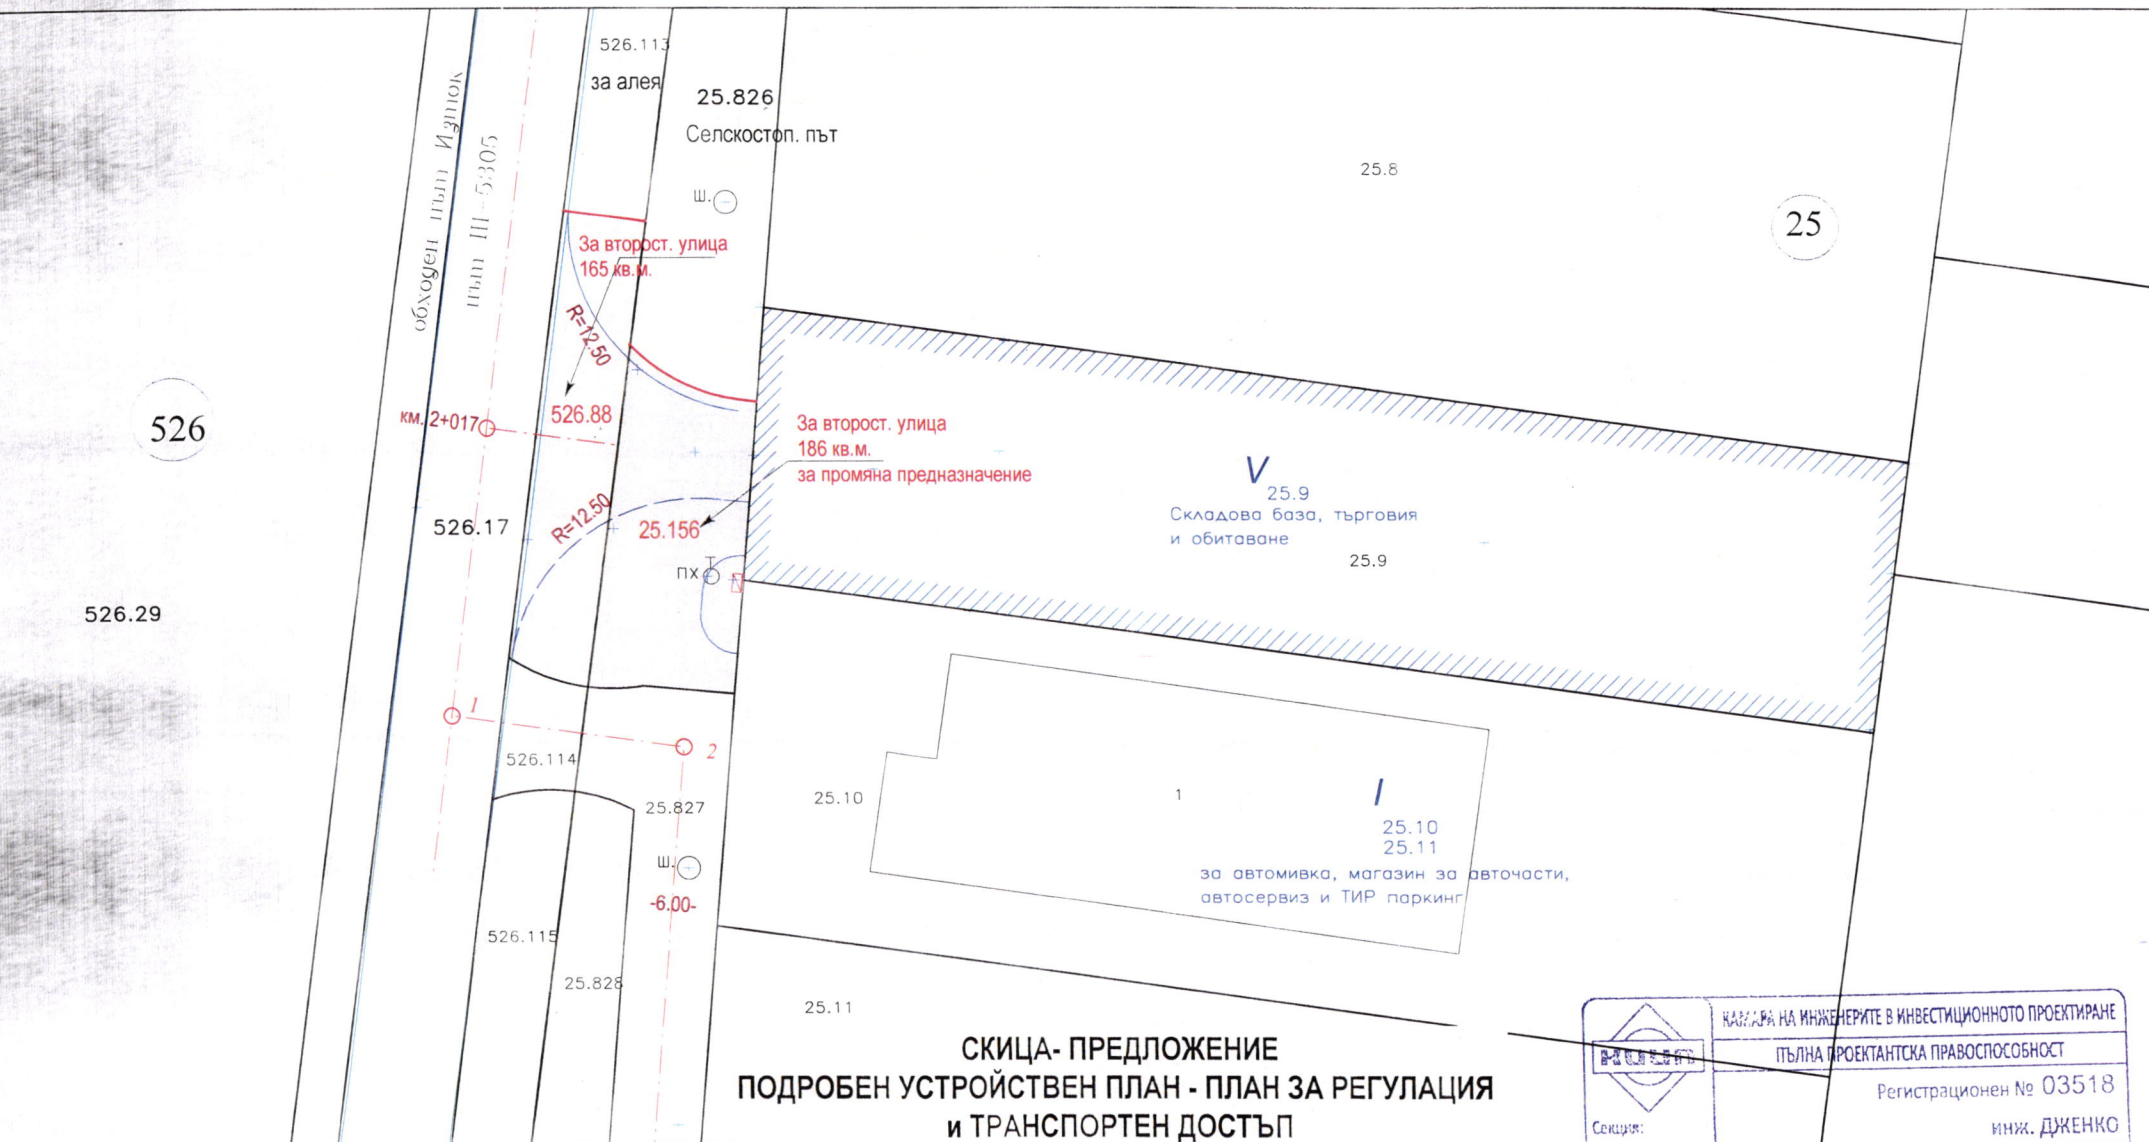 526.113
за алея
25.826
Селскостоп. път
обходен път Изток
път III-5305
25.8
25
ш.
За второст. улица
165 кв.м.
R=12.50
526
км. 2+017
526.88
За второст. улица
186 кв.м.
за промяна предназначение
V
25.9
Складова база, търговия
и обитаване
25.9
526.17
R=12.50
25.156
пх
Т
526.29
1
2
526.114
25.827
25.10
1
I
25.10
25.11
за автомивка, магазин за авточасти,
автосервиз и ТИР паркинг
ш.
-6.00-
526.115
25.828
25.11
СКИЦА- ПРЕДЛОЖЕНИЕ
ПОДРОБЕН УСТРОЙСТВЕН ПЛАН - ПЛАН ЗА РЕГУЛАЦИЯ
и ТРАНСПОРТЕН ДОСТЪП
КАМАРА НА ИНЖЕНЕРИТЕ В ИНВЕСТИЦИОННОТО ПРОЕКТИРАНЕ
КИИП
ПЪЛНА ПРОЕКТАНТСКА ПРАВОСПОСОБНОСТ
Регистрационен № 03518
Секция:
инж. ДЖЕНКО